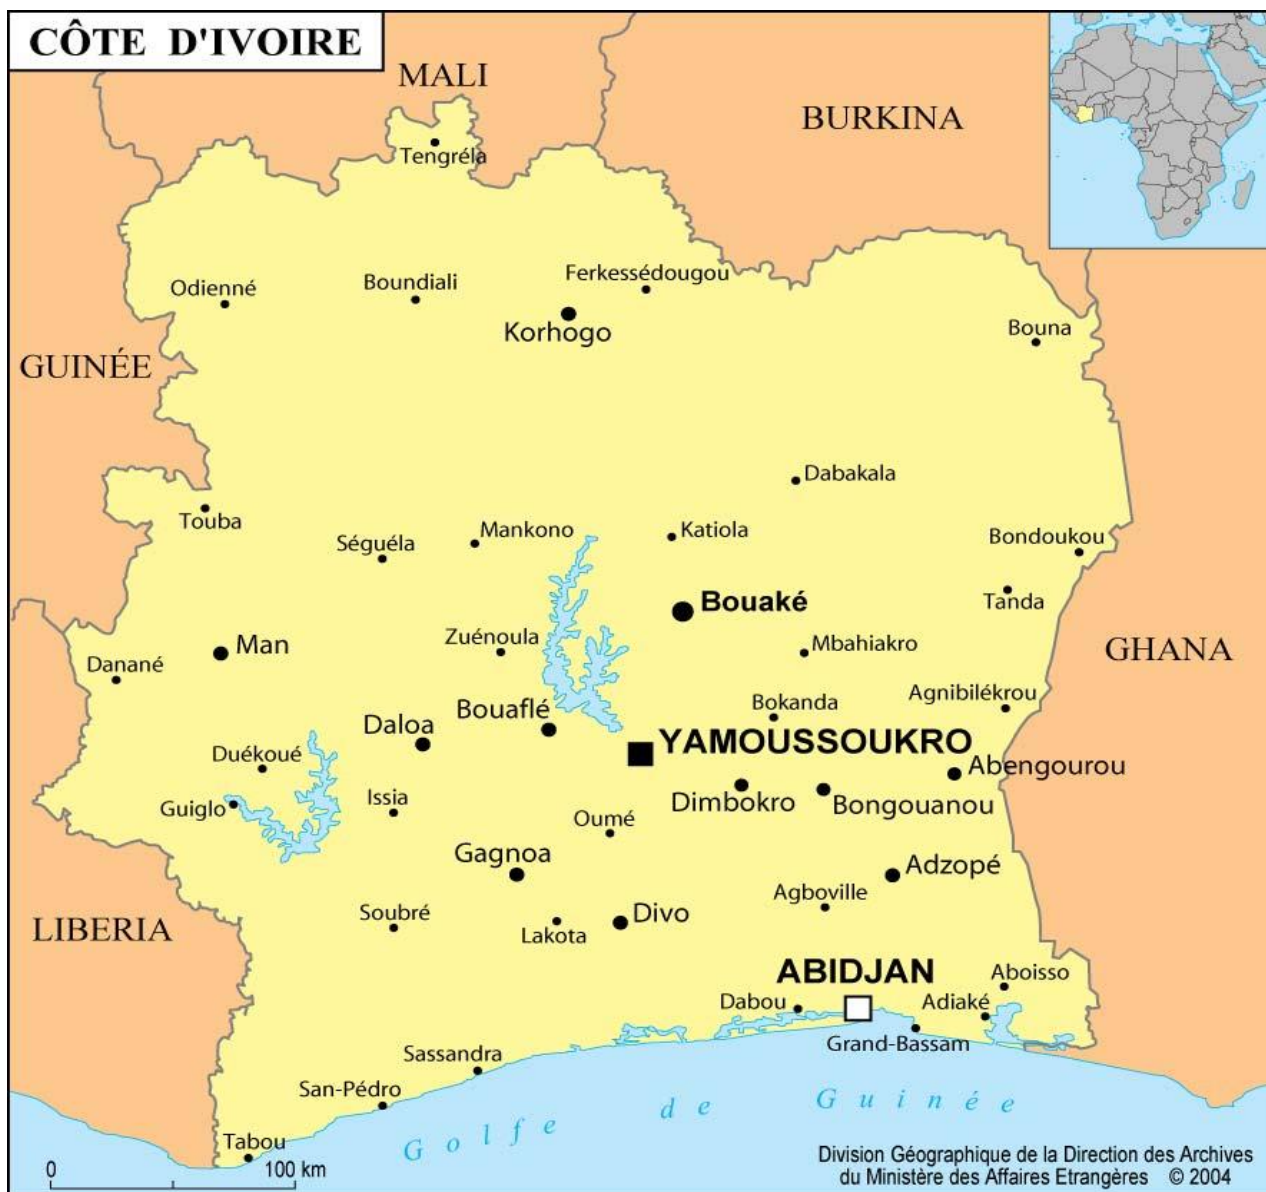 CÔTE D'IVOIRE
MALI
BURKINA
Tengréla
Ferkessédougou
Boundiali
Odienné
Korhogo
Bouna
GUINÉE
Dabakala
Touba
Mankono
Katiola
Séguéla
Bondoukou
Bouaké
Tanda
Zuénoula
Man
Mbahiakro
GHANA
Danané
Agnibilékrou
Bokanda
Bouaflé
Daloa
YAMOUSSOUKRO
Duékoué
Abengourou
Issia
Dimbokro
Bongouanou
Guiglo
Oumé
Gagnoa
Adzopé
Agboville
Soubré
Divo
LIBERIA
Lakota
ABIDJAN
Aboisso
Dabou
Adiaké
Grand-Bassam
Sassandra
San-Pédro
Golfe de Guinée
Tabou
Division Géographique de la Direction des Archives
0 100 km
du Ministère des Affaires Etrangères © 2004